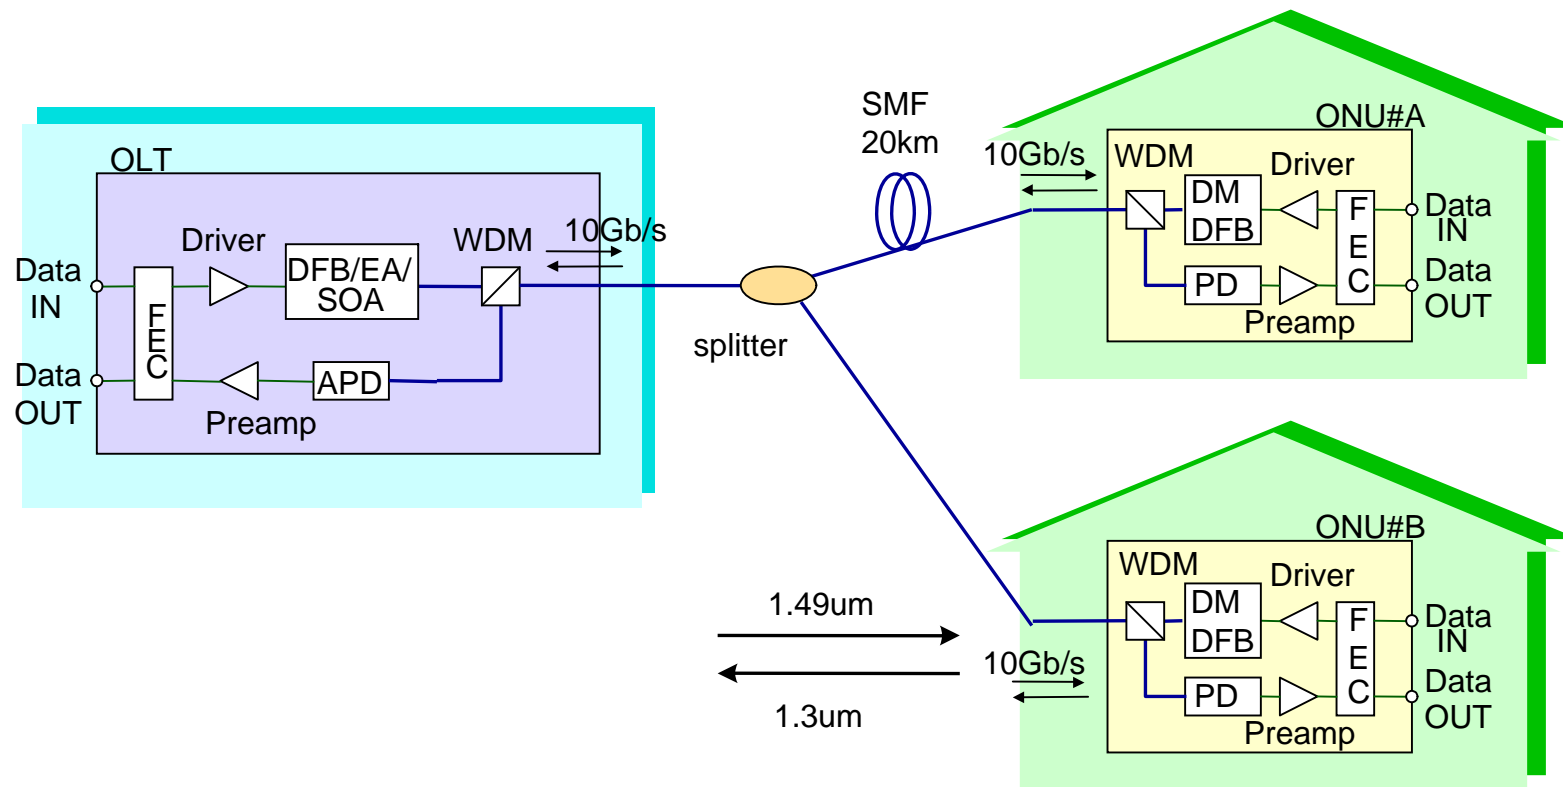 OLT
Driver
WDM
10Gb/s
Data
IN
DFB/EA/
SOA
F
E
C
Data
OUT
APD
Preamp
splitter
SMF
20km
ONU#A
10Gb/s
WDM
Driver
DM
DFB
F
E
C
Data
IN
PD
Data
OUT
Preamp
1.49um
1.3um
ONU#B
WDM
Driver
DM
DFB
F
E
C
Data
IN
10Gb/s
PD
Data
OUT
Preamp